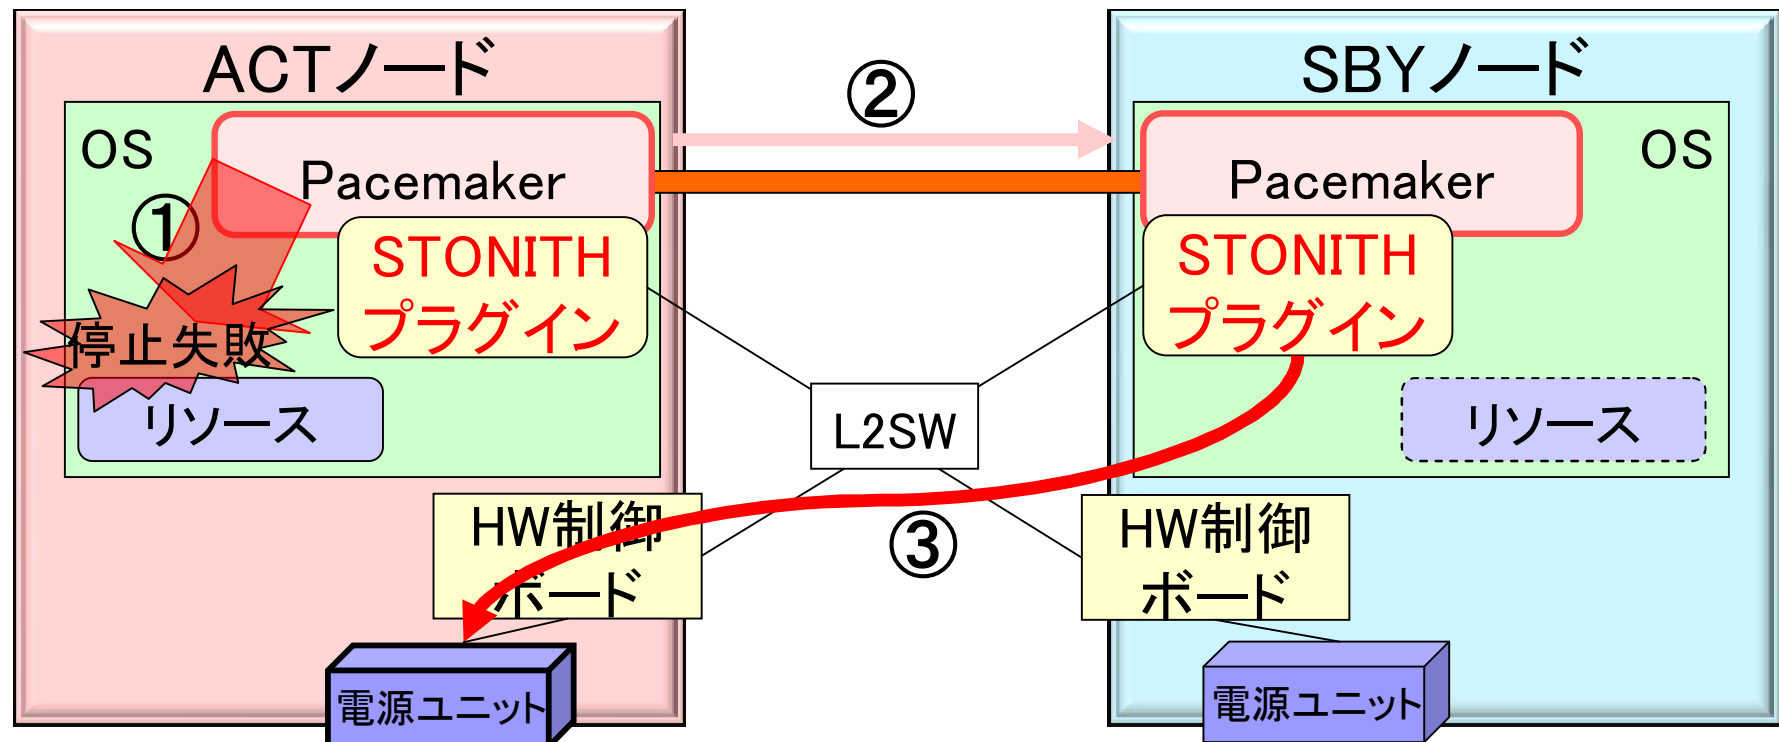 ACTノード
OS
Pacemaker
①
STONITH
プラグイン
停止失敗
リソース
HW制御
ボード
電源ユニット
②
L2SW
③
SBYノード
OS
Pacemaker
STONITH
プラグイン
リソース
HW制御
ボード
電源ユニット